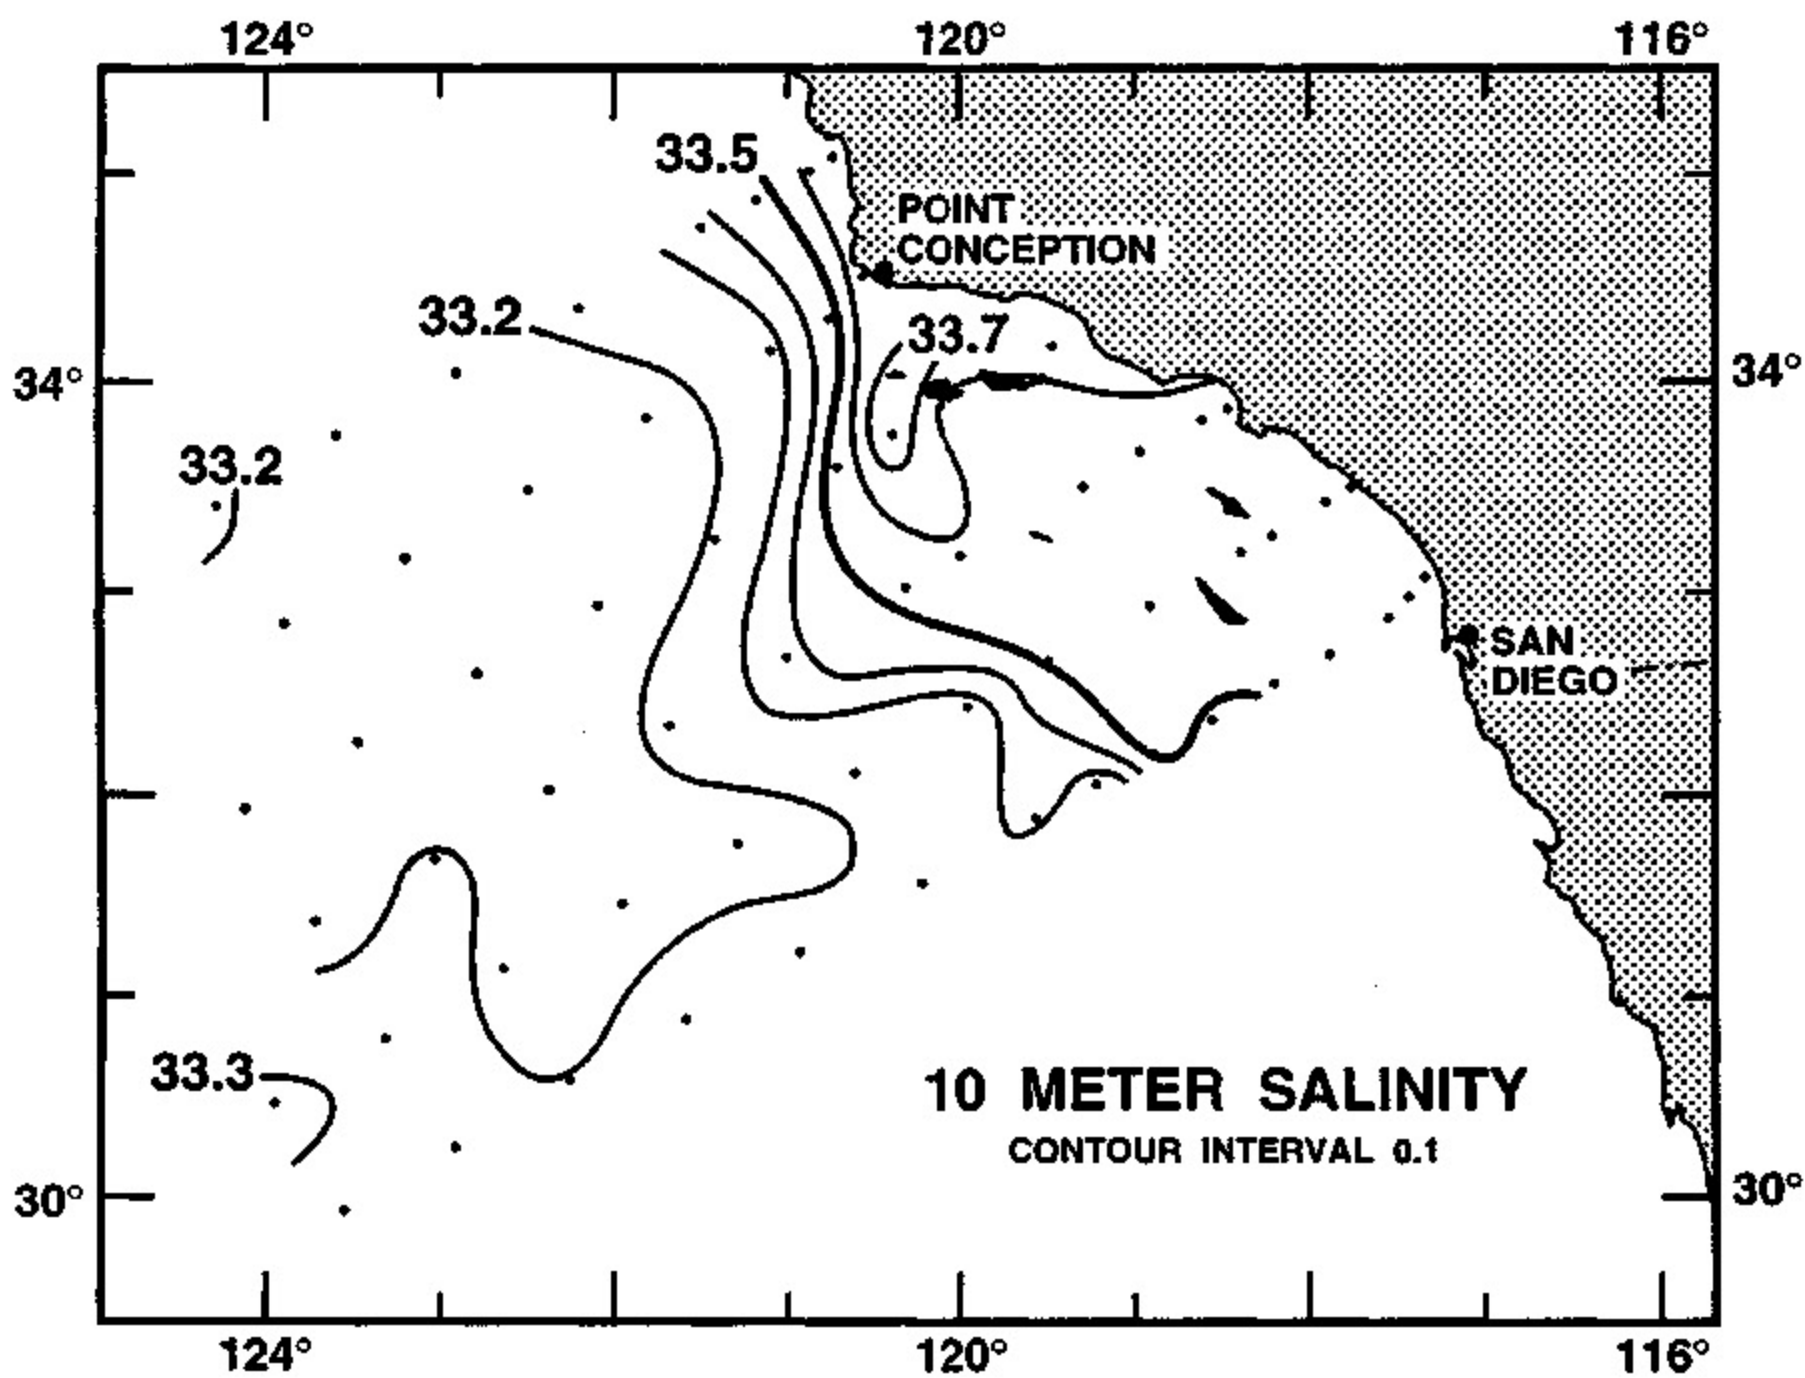 124° 120° 116°
33.5
POINT
CONCEPTION
33.2
33.7
34° 34°
33.2
SAN
DIEGO
33.3
10 METER SALINITY
CONTOUR INTERVAL 0.1
30° 30°
124° 120° 116°